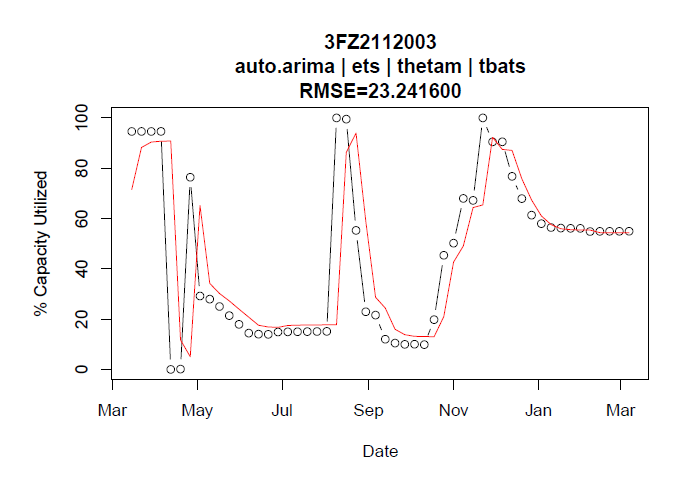 3FZ2112003
auto.arima | ets | thetam | tbats
RMSE=23.241600
100
80
60
40
20
0
% Capacity Utilized
Mar May Jul Sep Nov Jan Mar
Date